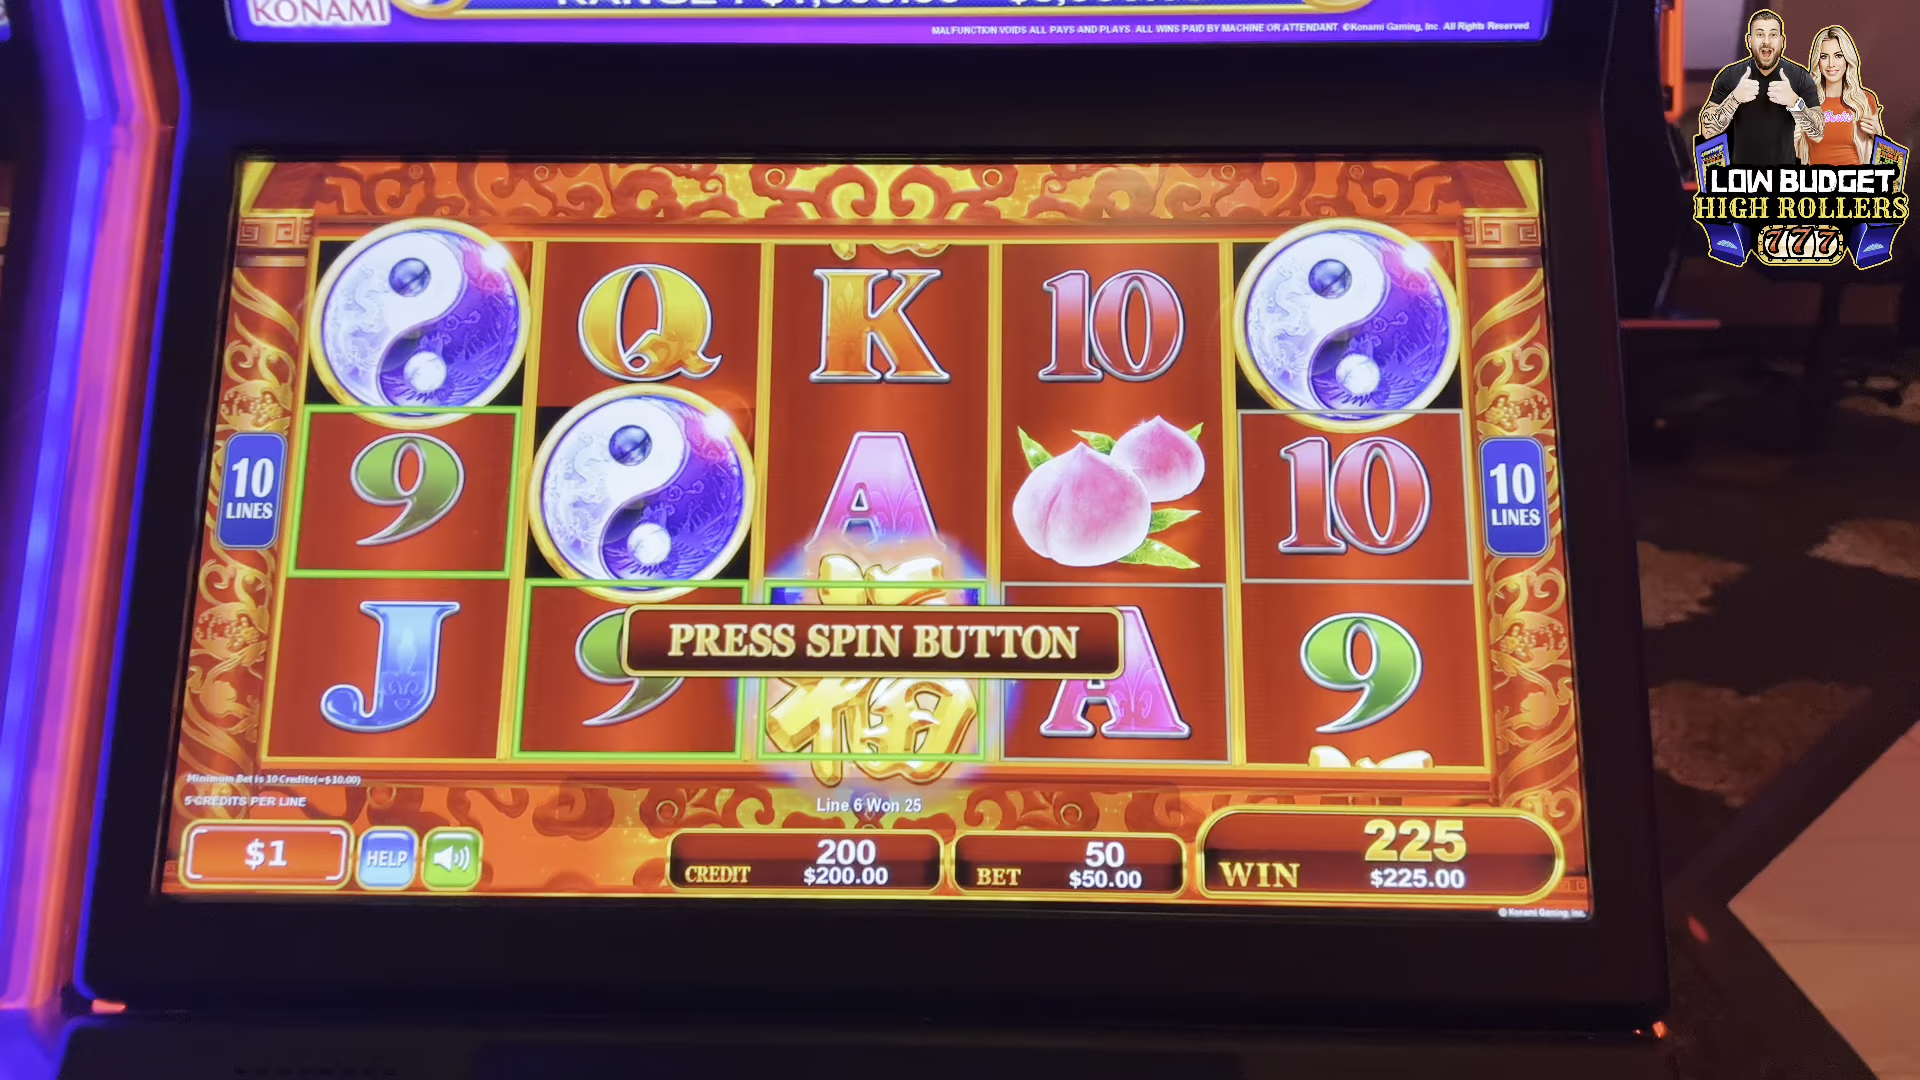 KONAMI
MALFUNCTION VOIDS ALL PAYS AND PLAYS. ALL WINS PAID BY MACHINE OR ATTENDANT. ©Konami Gaming, Inc. All Rights Reserved.
LOW BUDGET
HIGH ROLLERS
777
Q K 10
9 A 10
J 9 福 A 9
10
LINES
10
LINES
PRESS SPIN BUTTON
Minimum Bet is 10 Credits(=$10.00)
5 CREDITS PER LINE
Line 6 Won 25
$1
HELP
CREDIT
200
$200.00
BET
50
$50.00
WIN
225
$225.00
© Konami Gaming, Inc.